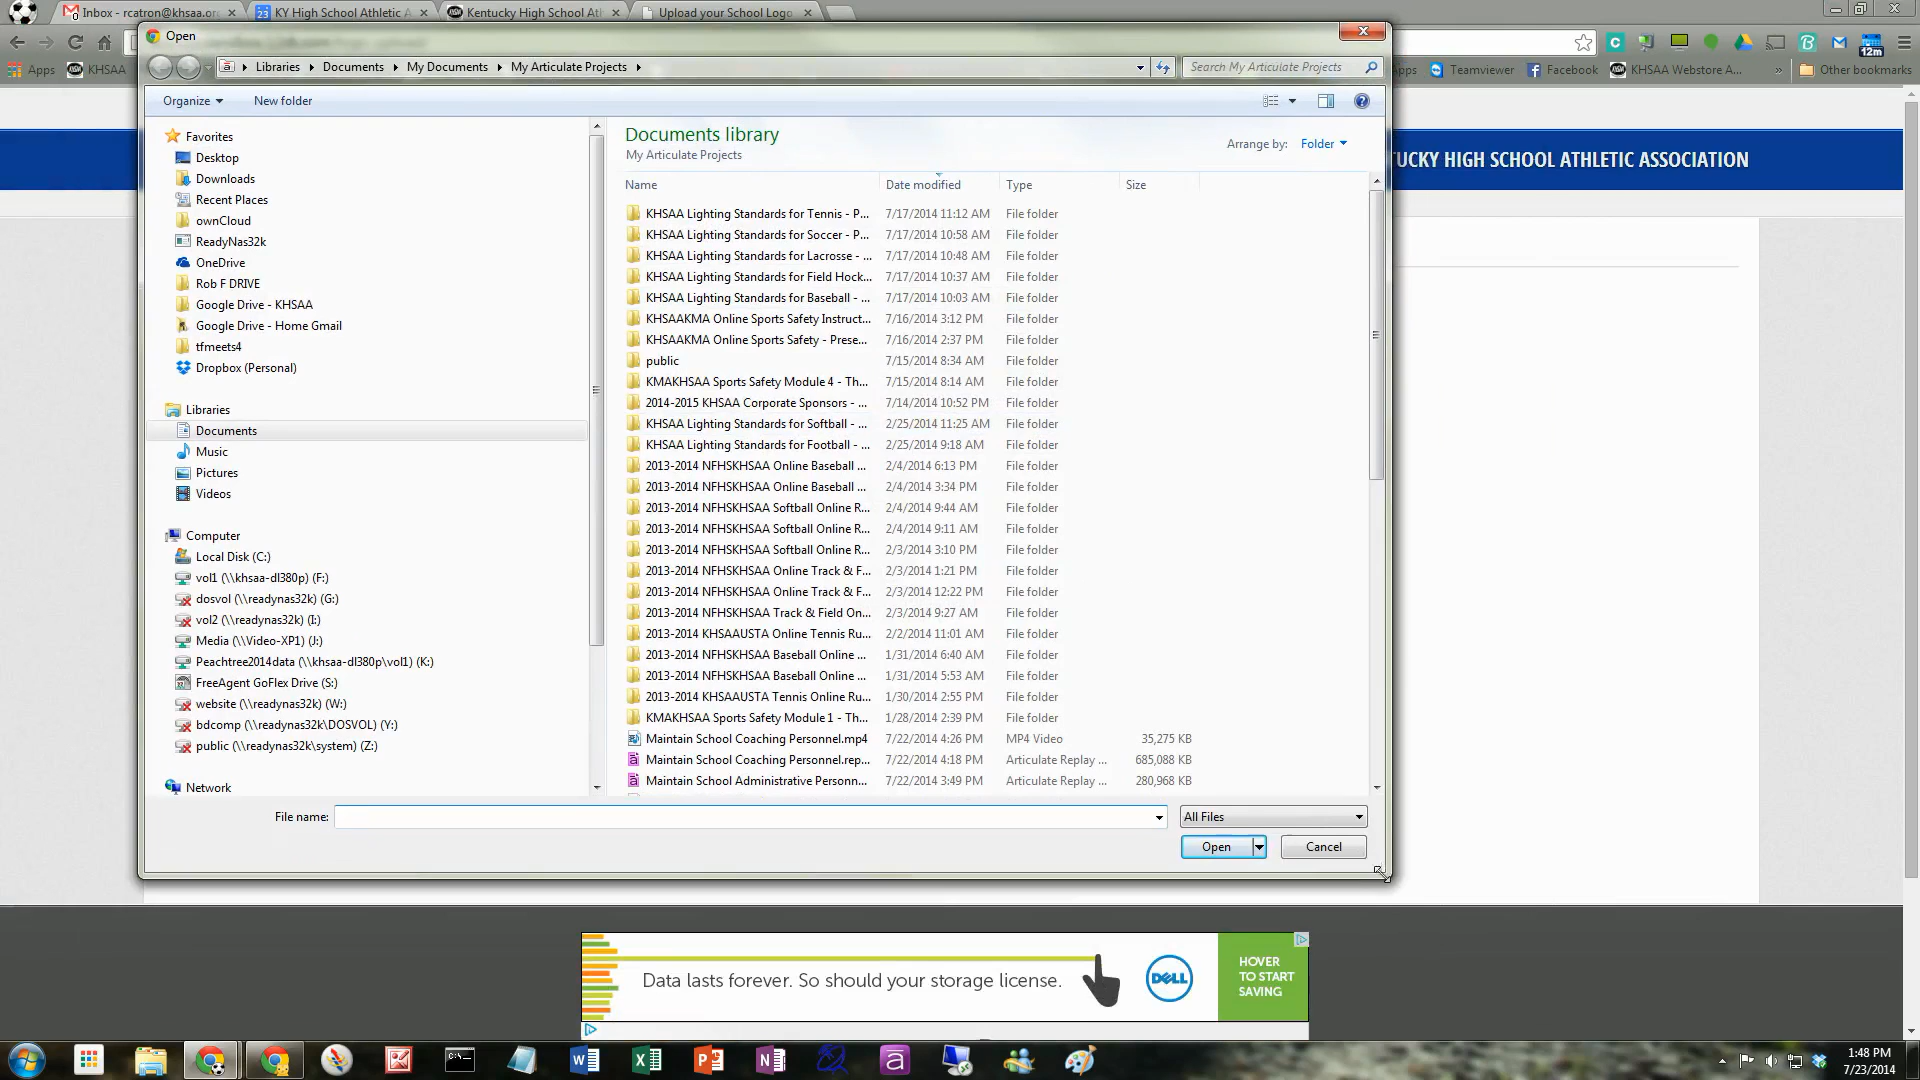 Inbox - rcatron@khsaa.or
23 KY High School Athletic A
Kentucky High School Ath
Upload your School Logo
Open
Libraries Documents My Documents My Articulate Projects
Search My Articulate Projects
Apps KHSAA
Apps Teamviewer Facebook KHSAA Webstore A... » Other bookmarks
12m
Organize New folder
Favorites
Desktop
Downloads
Recent Places
ownCloud
ReadyNas32k
OneDrive
Rob F DRIVE
Google Drive - KHSAA
Google Drive - Home Gmail
tfmeets4
Dropbox (Personal)
Libraries
Documents
Music
Pictures
Videos
Computer
Local Disk (C:)
vol1 (\\khsaa-dl380p) (F:)
dosvol (\\readynas32k) (G:)
vol2 (\\readynas32k) (I:)
Media (\\Video-XP1) (J:)
Peachtree2014data (\\khsaa-dl380p\vol1) (K:)
FreeAgent GoFlex Drive (S:)
website (\\readynas32k) (W:)
bdcomp (\\readynas32k\DOSVOL) (Y:)
public (\\readynas32k\system) (Z:)
Network
Documents library
My Articulate Projects
Arrange by: Folder
Name Date modified Type Size
KHSAA Lighting Standards for Tennis - P... 7/17/2014 11:12 AM File folder
KHSAA Lighting Standards for Soccer - P... 7/17/2014 10:58 AM File folder
KHSAA Lighting Standards for Lacrosse - ... 7/17/2014 10:48 AM File folder
KHSAA Lighting Standards for Field Hock... 7/17/2014 10:37 AM File folder
KHSAA Lighting Standards for Baseball - ... 7/17/2014 10:03 AM File folder
KHSAAKMA Online Sports Safety Instruct... 7/16/2014 3:12 PM File folder
KHSAAKMA Online Sports Safety - Prese... 7/16/2014 2:37 PM File folder
public 7/15/2014 8:34 AM File folder
KMAKHSAA Sports Safety Module 4 - Th... 7/15/2014 8:14 AM File folder
2014-2015 KHSAA Corporate Sponsors - ... 7/14/2014 10:52 PM File folder
KHSAA Lighting Standards for Softball - ... 2/25/2014 11:25 AM File folder
KHSAA Lighting Standards for Football - ... 2/25/2014 9:18 AM File folder
2013-2014 NFHSKHSAA Online Baseball ... 2/4/2014 6:13 PM File folder
2013-2014 NFHSKHSAA Online Baseball ... 2/4/2014 3:34 PM File folder
2013-2014 NFHSKHSAA Softball Online R... 2/4/2014 9:44 AM File folder
2013-2014 NFHSKHSAA Softball Online R... 2/4/2014 9:11 AM File folder
2013-2014 NFHSKHSAA Softball Online R... 2/3/2014 3:10 PM File folder
2013-2014 NFHSKHSAA Online Track & F... 2/3/2014 1:21 PM File folder
2013-2014 NFHSKHSAA Online Track & F... 2/3/2014 12:22 PM File folder
2013-2014 NFHSKHSAA Track & Field On... 2/3/2014 9:27 AM File folder
2013-2014 KHSAAUSTA Online Tennis Ru... 2/2/2014 11:01 AM File folder
2013-2014 NFHSKHSAA Baseball Online ... 1/31/2014 6:40 AM File folder
2013-2014 NFHSKHSAA Baseball Online ... 1/31/2014 5:53 AM File folder
2013-2014 KHSAAUSTA Tennis Online Ru... 1/30/2014 2:55 PM File folder
KMAKHSAA Sports Safety Module 1 - Th... 1/28/2014 2:39 PM File folder
Maintain School Coaching Personnel.mp4 7/22/2014 4:26 PM MP4 Video 35,275 KB
Maintain School Coaching Personnel.rep... 7/22/2014 4:18 PM Articulate Replay ... 685,088 KB
Maintain School Administrative Personn... 7/22/2014 3:49 PM Articulate Replay ... 280,968 KB
File name:
All Files
Open
Cancel
TUCKY HIGH SCHOOL ATHLETIC ASSOCIATION
Data lasts forever. So should your storage license.
DELL
HOVER
TO START
SAVING
1:48 PM
7/23/2014